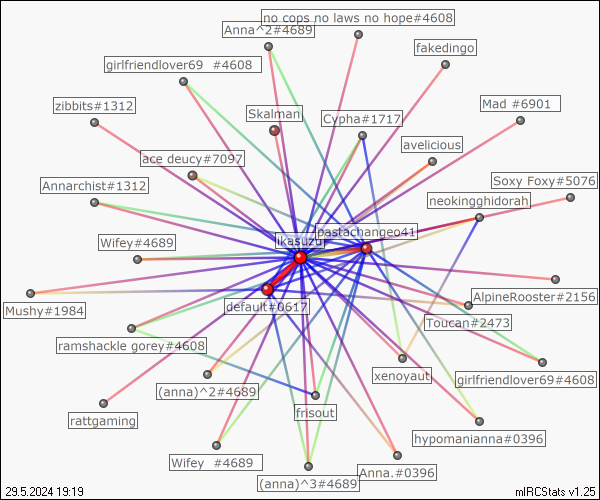 no cops no laws no hope#4608
Anna^2#4689
fakedingo
girlfriendlover69 #4608
zibbits#1312
Skalman
Cypha#1717
Mad #6901
ace deucy#7097
avelicious
Annarchist#1312
Soxy Foxy#5076
neokingghidorah
pastachangeo41
ikasuzu
Wifey#4689
AlpineRooster#2156
Mushy#1984
default#0617
Toucan#2473
ramshackle gorey#4608
xenoyaut
girlfriendlover69#4608
(anna)^2#4689
rattgaming
frisout
hypomanianna#0396
Wifey #4689
Anna.#0396
(anna)^3#4689
29.5.2024 19:19
mIRCStats v1.25